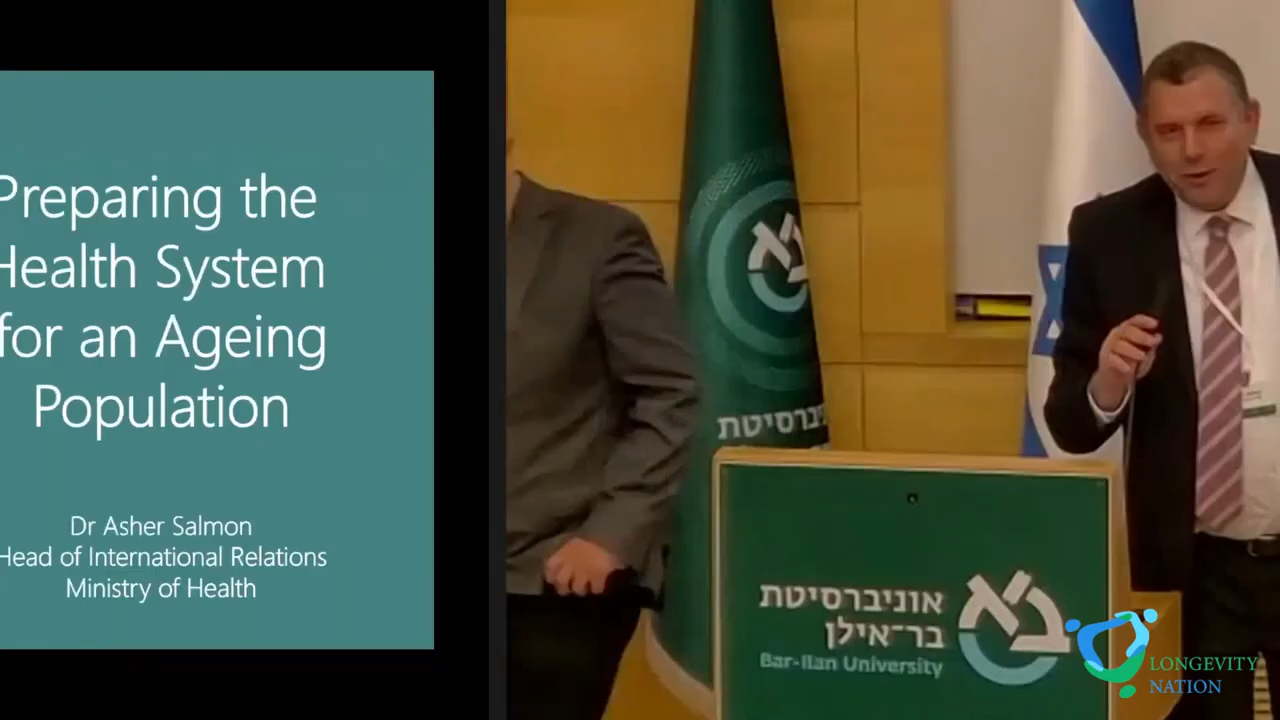 Preparing the
Health System
for an Ageing
Population
Dr Asher Salmon
Head of International Relations
Ministry of Health
אוניברסיטת
בר־אילן
Bar-Ilan University
LONGEVITY
NATION